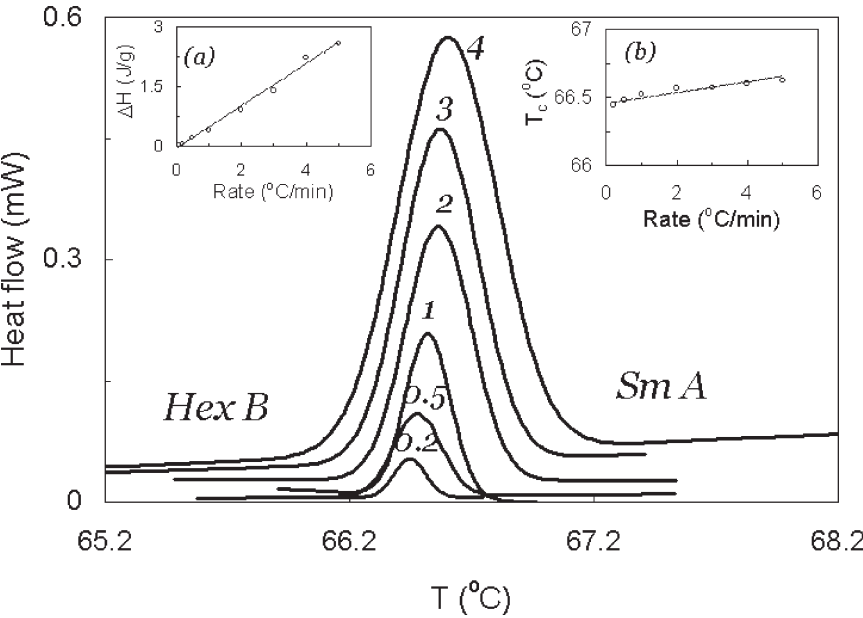 0.6
0.3
0
Heat flow (mW)
65.2
66.2
67.2
68.2
T (°C)
Hex B
Sm A
4
3
2
1
0.5
0.2
(a)
3
1.5
0
ΔH (J/g)
0
2
4
6
Rate (°C/min)
(b)
67
66.5
66
Tc (°C)
0
2
4
6
Rate (°C/min)